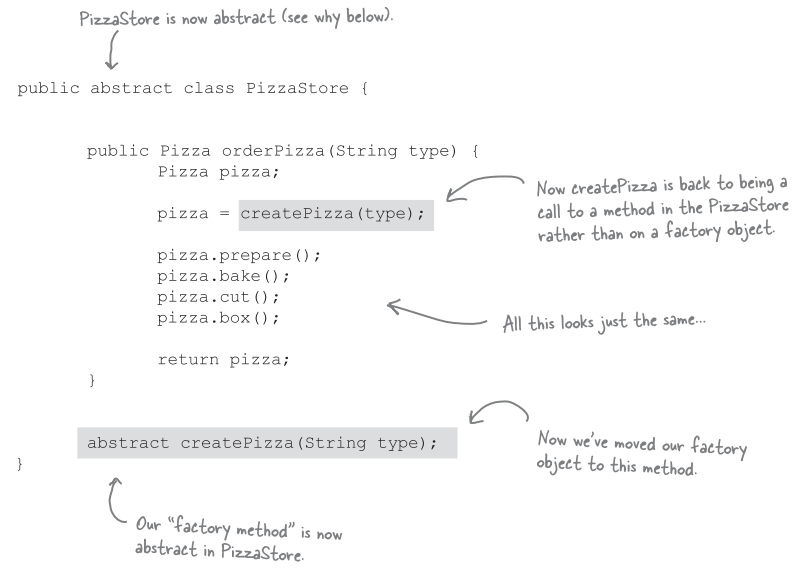 PizzaStore is now abstract (see why below).
public abstract class PizzaStore {
public Pizza orderPizza(String type) {
Pizza pizza;
pizza = createPizza(type);
Now createPizza is back to being a
call to a method in the PizzaStore
rather than on a factory object.
pizza.prepare();
pizza.bake();
pizza.cut();
pizza.box();
All this looks just the same...
return pizza;
}
abstract createPizza(String type);
Now we've moved our factory
object to this method.
}
Our “factory method” is now
abstract in PizzaStore.